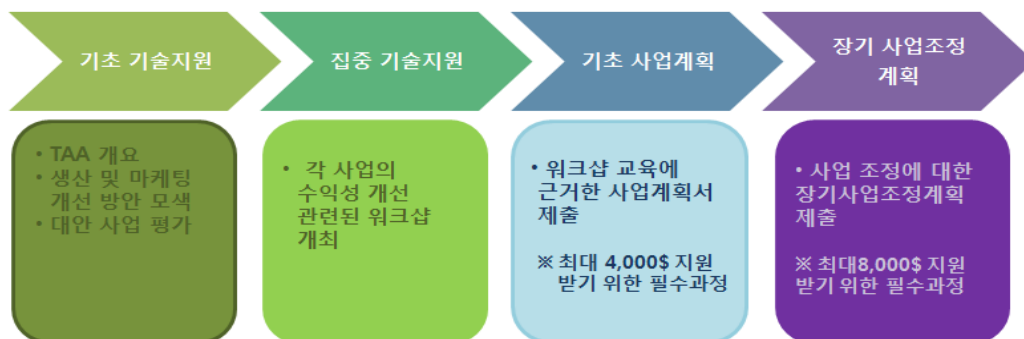 기초 기술지원
집중 기술지원
기초 사업계획
장기 사업조정
계획
• TAA 개요
• 생산 및 마케팅
개선 방안 모색
• 대안 사업 평가
• 각 사업의
수익성 개선
관련된 워크샵
개최
• 워크샵 교육에
근거한 사업계획서
제출
※ 최대 4,000$ 지원
받기 위한 필수과정
• 사업 조정에 대한
장기사업조정계획
제출
※ 최대8,000$ 지원
받기 위한 필수과정